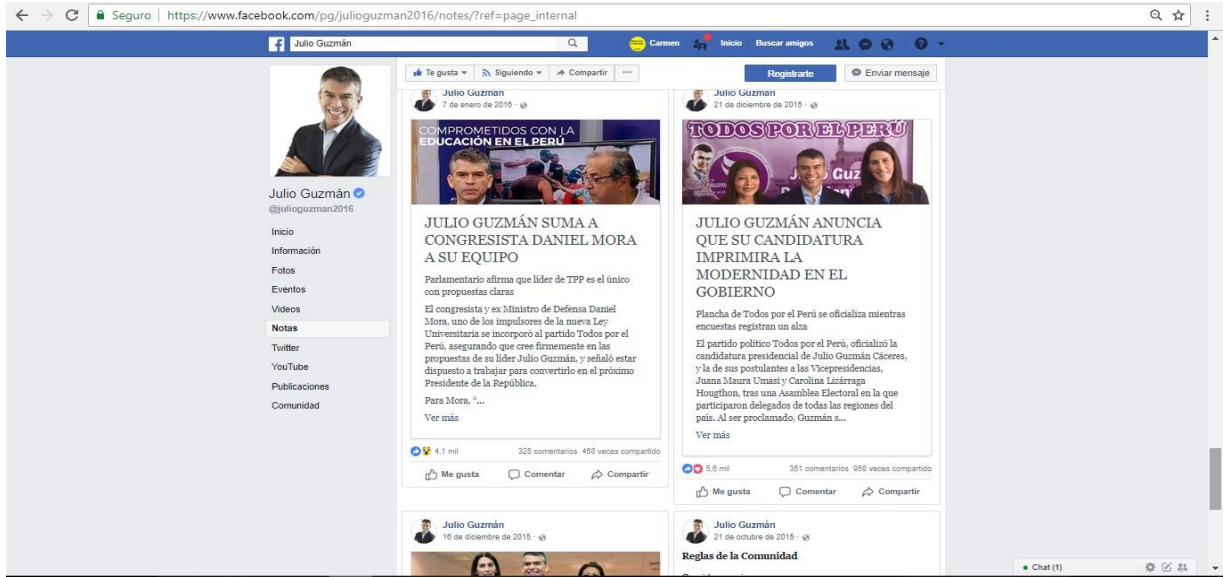 Seguro | https://www.facebook.com/pg/julioguzman2016/notes/?ref=page_internal
Julio Guzmán
Carmen
Inicio
Buscar amigos
Te gusta
Siguiendo
Compartir
Registrarte
Enviar mensaje
Julio Guzmán
@julioguzman2016
Inicio
Información
Fotos
Eventos
Videos
Notas
Twitter
YouTube
Publicaciones
Comunidad
Julio Guzmán
7 de enero de 2016
COMPROMETIDOS CON LA
EDUCACIÓN EN EL PERÚ
JULIO GUZMÁN SUMA A
CONGRESISTA DANIEL MORA
A SU EQUIPO
Parlamentario afirma que líder de TPP es el único
con propuestas claras
El congresista y ex Ministro de Defensa Daniel
Mora, uno de los impulsores de la nueva Ley
Universitaria se incorporó al partido Todos por el
Perú, asegurando que cree firmemente en las
propuestas de su líder Julio Guzmán, y señaló estar
dispuesto a trabajar para convertirlo en el próximo
Presidente de la República.
Para Mora, “...
Ver más
4,1 mil
328 comentarios 468 veces compartido
Me gusta
Comentar
Compartir
Julio Guzmán
21 de diciembre de 2015
TODOS POR EL PERÚ
JULIO GUZMÁN ANUNCIA
QUE SU CANDIDATURA
IMPRIMIRA LA
MODERNIDAD EN EL
GOBIERNO
Plancha de Todos por el Perú se oficializa mientras
encuestas registran un alza
El partido político Todos por el Perú, oficializó la
candidatura presidencial de Julio Guzmán Cáceres,
y la de sus postulantes a las Vicepresidencias,
Juana Maura Umasi y Carolina Lizárraga
Hougthon, tras una Asamblea Electoral en la que
participaron delegados de todas las regiones del
país. Al ser proclamado, Guzmán s...
Ver más
5,6 mil
351 comentarios 958 veces compartido
Me gusta
Comentar
Compartir
Julio Guzmán
16 de diciembre de 2015
Julio Guzmán
21 de octubre de 2015
Reglas de la Comunidad
Chat (1)